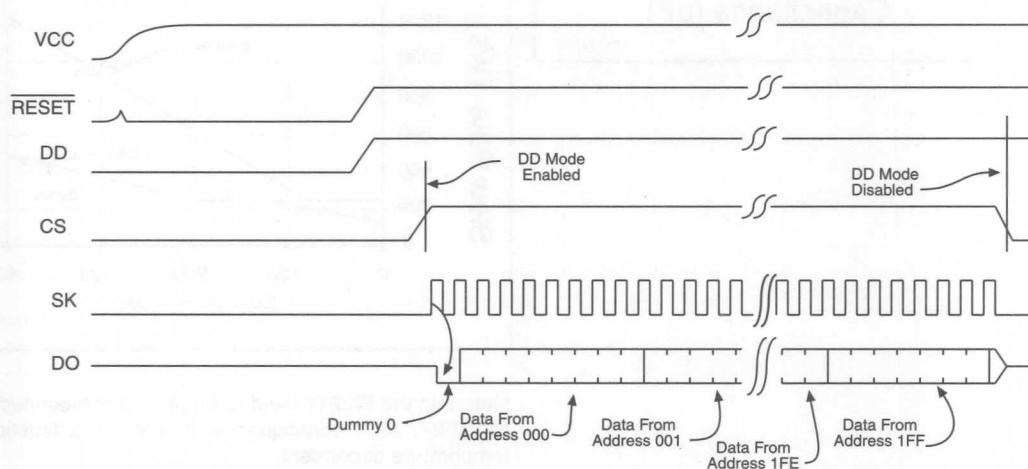 VCC
RESET
DD
DD Mode
Enabled
DD Mode
Disabled
CS
SK
DO
Dummy 0
Data From
Address 000
Data From
Address 001
Data From
Address 1FE
Data From
Address 1FF